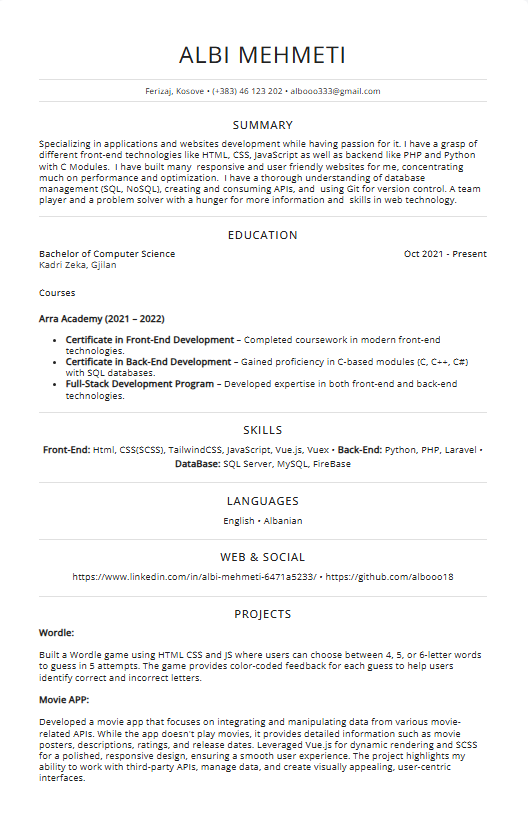 ALBI MEHMETI
Ferizaj, Kosove • (+383) 46 123 202 • albooo333@gmail.com
SUMMARY
Specializing in applications and websites development while having passion for it. I have a grasp of
different front-end technologies like HTML, CSS, JavaScript as well as backend like PHP and Python
with C Modules.  I have built many  responsive and user friendly websites for me, concentrating
much on performance and optimization.  I have a thorough understanding of database
management (SQL, NoSQL), creating and consuming APIs, and  using Git for version control. A team
player and a problem solver with a hunger for more information and  skills in web technology.
EDUCATION
Bachelor of Computer Science Oct 2021 - Present
Kadri Zeka, Gjilan
Courses
Arra Academy (2021 – 2022)
• Certificate in Front-End Development – Completed coursework in modern front-end
technologies.
• Certificate in Back-End Development – Gained proficiency in C-based modules (C, C++, C#)
with SQL databases.
• Full-Stack Development Program – Developed expertise in both front-end and back-end
technologies.
SKILLS
Front-End: Html, CSS(SCSS), TailwindCSS, JavaScript, Vue.js, Vuex • Back-End: Python, PHP, Laravel •
DataBase: SQL Server, MySQL, FireBase
LANGUAGES
English • Albanian
WEB & SOCIAL
https://www.linkedin.com/in/albi-mehmeti-6471a5233/ • https://github.com/albooo18
PROJECTS
Wordle:
Built a Wordle game using HTML CSS and JS where users can choose between 4, 5, or 6-letter words
to guess in 5 attempts. The game provides color-coded feedback for each guess to help users
identify correct and incorrect letters.
Movie APP:
Developed a movie app that focuses on integrating and manipulating data from various movie-
related APIs. While the app doesn't play movies, it provides detailed information such as movie
posters, descriptions, ratings, and release dates. Leveraged Vue.js for dynamic rendering and SCSS
for a polished, responsive design, ensuring a smooth user experience. The project highlights my
ability to work with third-party APIs, manage data, and create visually appealing, user-centric
interfaces.